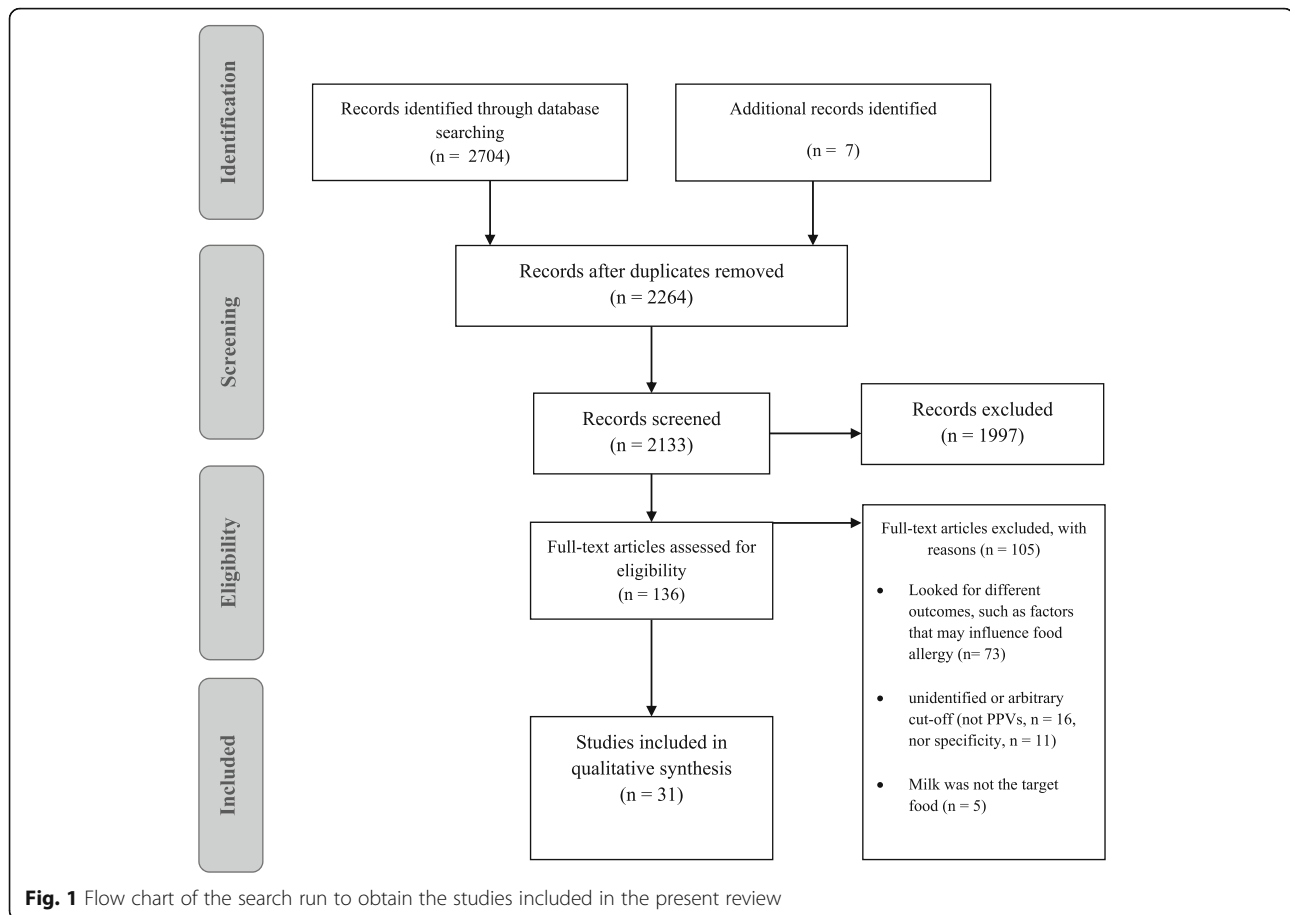 Identification
Records identified through database
searching
(n = 2704)
Additional records identified
(n = 7)
Screening
Records after duplicates removed
(n = 2264)
Records screened
(n = 2133)
Records excluded
(n = 1997)
Eligibility
Full-text articles assessed for
eligibility
(n = 136)
Full-text articles excluded, with
reasons (n = 105)
• Looked for different
outcomes, such as factors
that may influence food
allergy (n= 73)
• unidentified or arbitrary
cut-off (not PPVs, n = 16,
nor specificity, n = 11)
• Milk was not the target
food (n = 5)
Included
Studies included in
qualitative synthesis
(n = 31)
Fig. 1 Flow chart of the search run to obtain the studies included in the present review